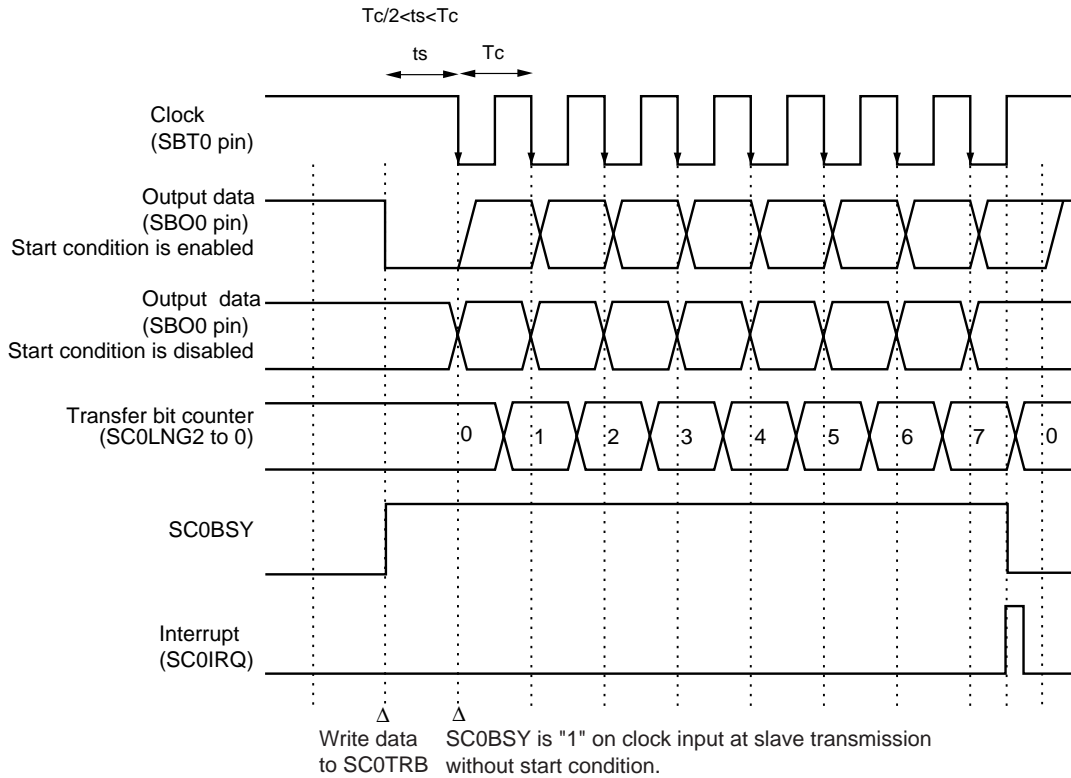 Tc/2<ts<Tc
ts
Tc
Clock
(SBT0 pin)
Output data
(SBO0 pin)
Start condition is enabled
Output data
(SBO0 pin)
Start condition is disabled
Transfer bit counter
(SC0LNG2 to 0)
0 1 2 3 4 5 6 7 0
SC0BSY
Interrupt
(SC0IRQ)
Δ Δ
Write data
to SC0TRB
SC0BSY is "1" on clock input at slave transmission
without start condition.